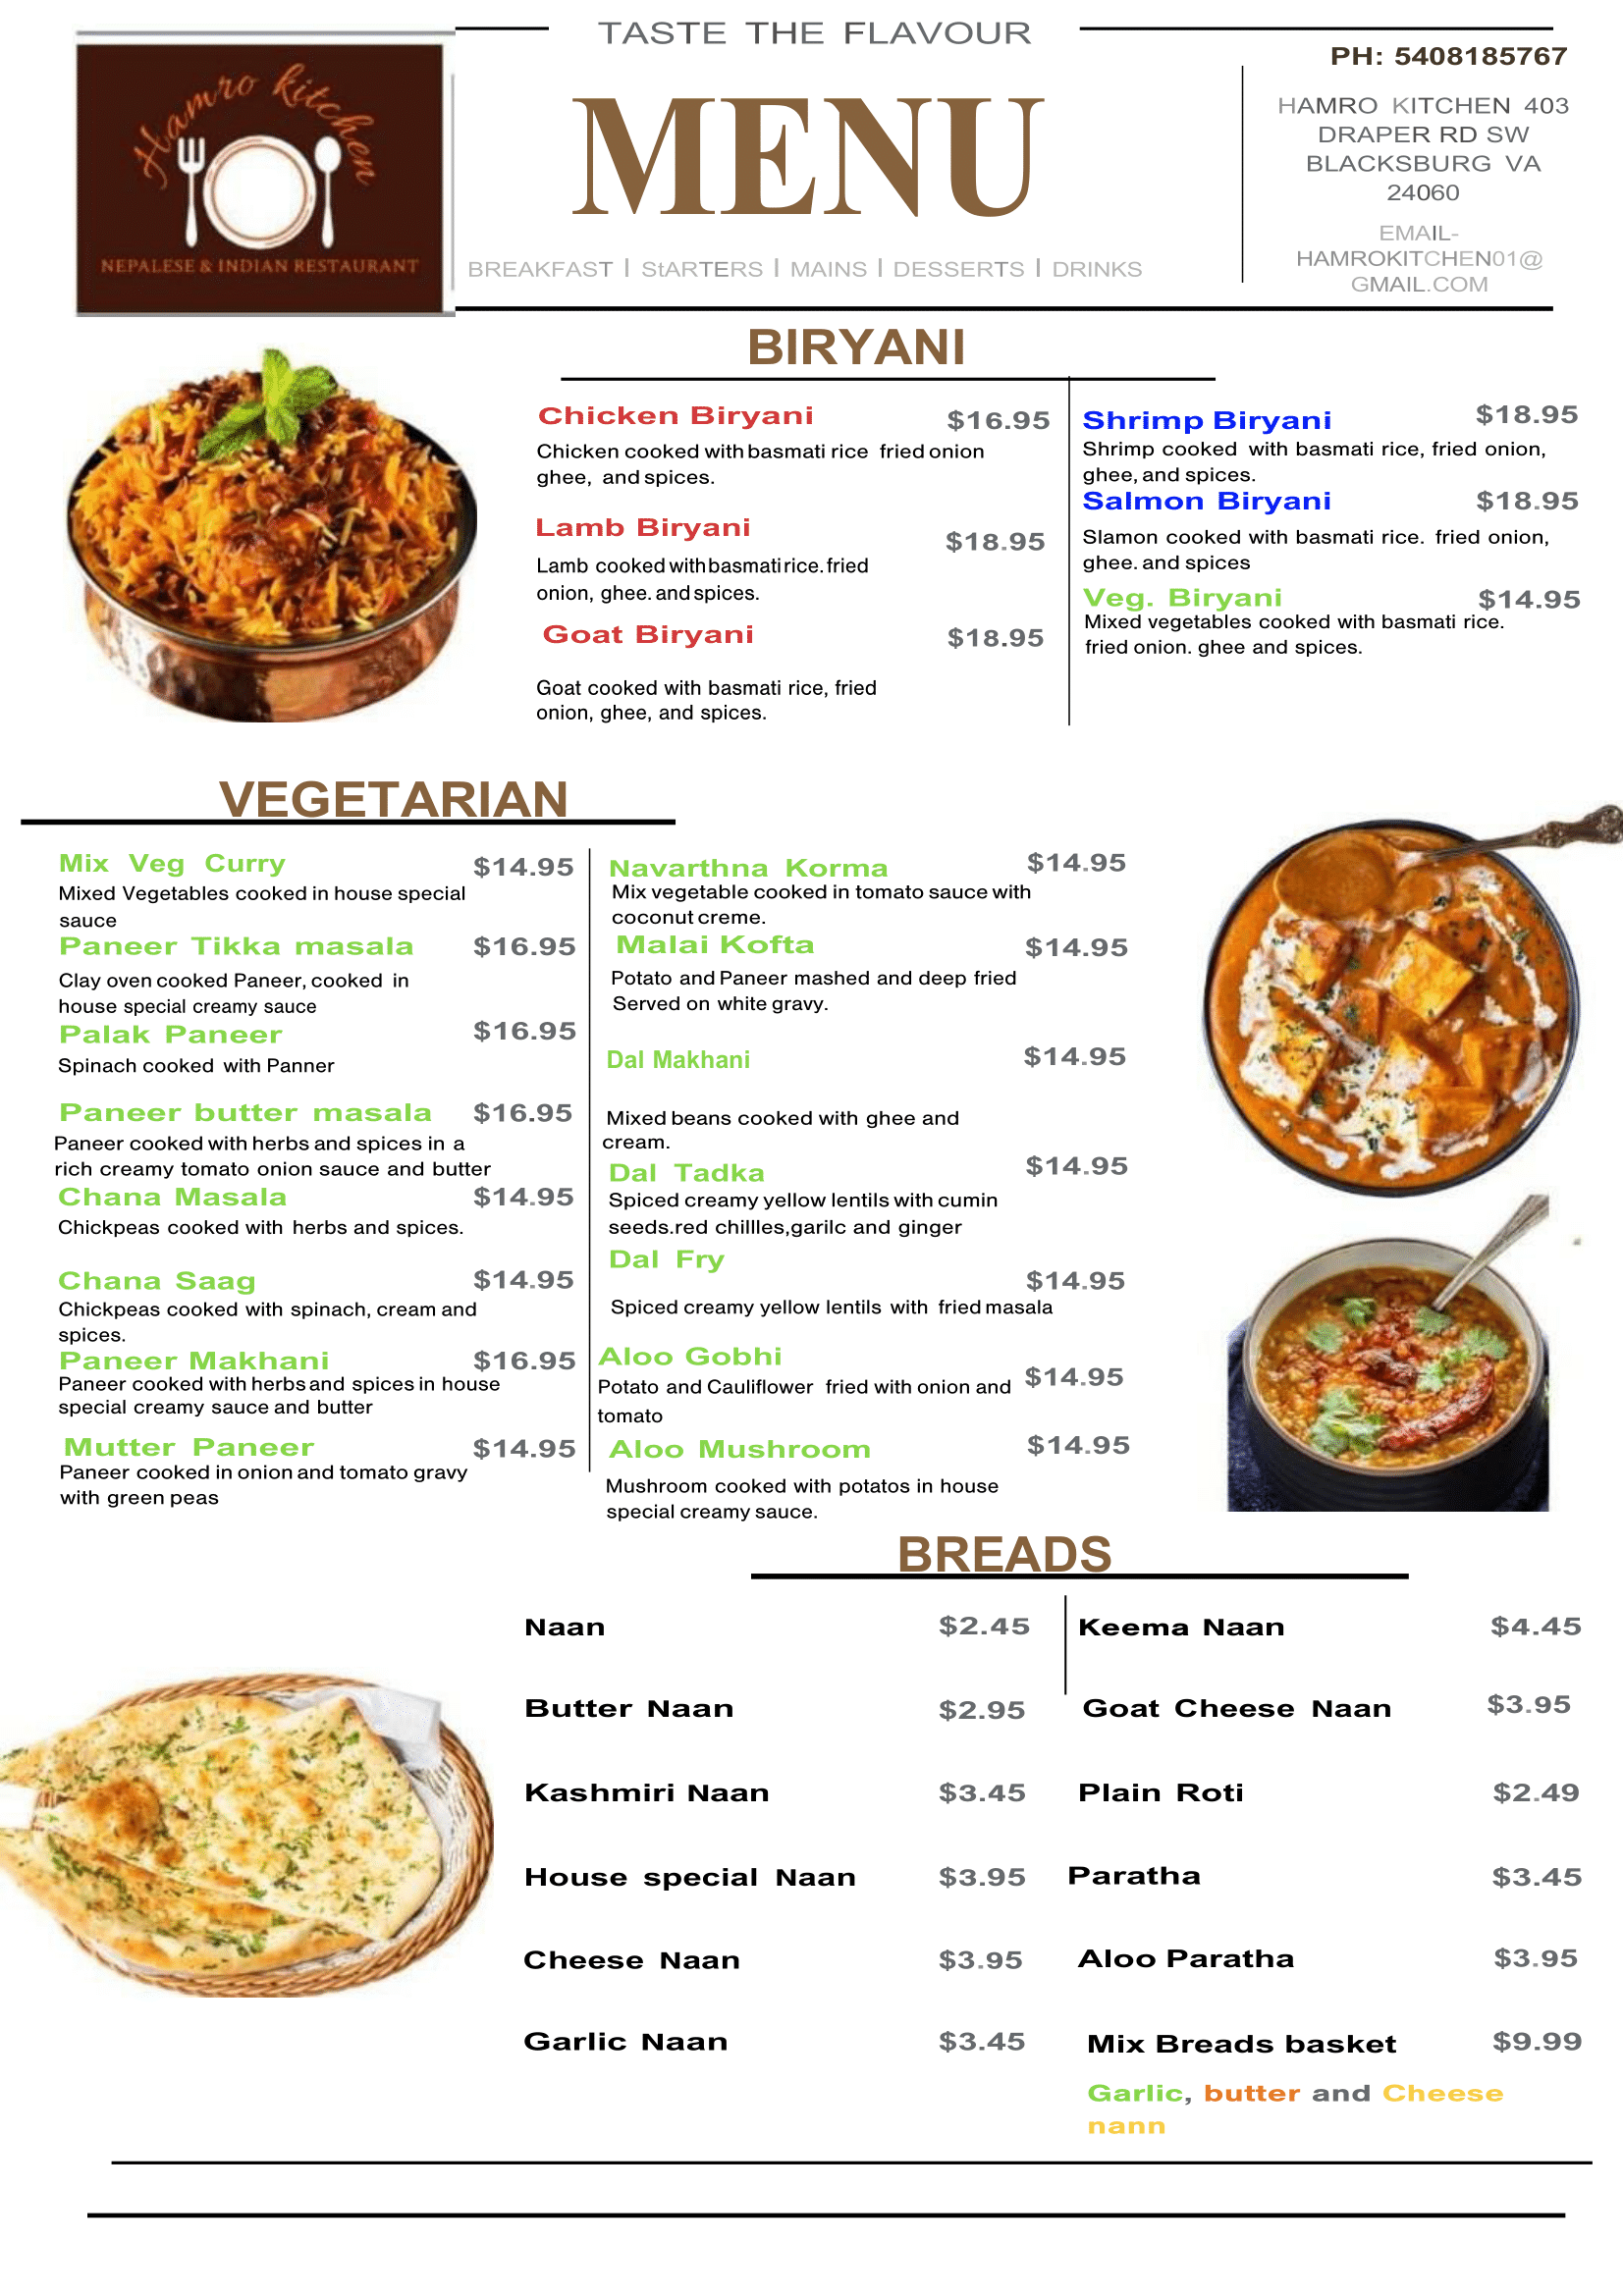 TASTE THE FLAVOUR
Hamro kitchen
NEPALESE & INDIAN RESTAURANT
MENU
BREAKFAST | StARTERS | MAINS | DESSERTS | DRINKS
PH: 5408185767
HAMRO KITCHEN 403
DRAPER RD SW
BLACKSBURG VA
24060
EMAIL-
HAMROKITCHEN01@
GMAIL.COM
BIRYANI
Chicken Biryani $16.95
Chicken cooked with basmati rice fried onion
ghee, and spices.
Lamb Biryani $18.95
Lamb cooked with basmati rice. fried
onion, ghee. and spices.
Goat Biryani $18.95
Goat cooked with basmati rice, fried
onion, ghee, and spices.
Shrimp Biryani $18.95
Shrimp cooked with basmati rice, fried onion,
ghee, and spices.
Salmon Biryani $18.95
Slamon cooked with basmati rice. fried onion,
ghee. and spices
Veg. Biryani $14.95
Mixed vegetables cooked with basmati rice.
fried onion. ghee and spices.
VEGETARIAN
Mix Veg Curry $14.95
Mixed Vegetables cooked in house special
sauce
Paneer Tikka masala $16.95
Clay oven cooked Paneer, cooked in
house special creamy sauce
Palak Paneer $16.95
Spinach cooked with Panner
Paneer butter masala $16.95
Paneer cooked with herbs and spices in a
rich creamy tomato onion sauce and butter
Chana Masala $14.95
Chickpeas cooked with herbs and spices.
Chana Saag $14.95
Chickpeas cooked with spinach, cream and
spices.
Paneer Makhani $16.95
Paneer cooked with herbs and spices in house
special creamy sauce and butter
Mutter Paneer $14.95
Paneer cooked in onion and tomato gravy
with green peas
Navarthna Korma $14.95
Mix vegetable cooked in tomato sauce with
coconut creme.
Malai Kofta $14.95
Potato and Paneer mashed and deep fried
Served on white gravy.
Dal Makhani $14.95
Mixed beans cooked with ghee and
cream.
Dal Tadka $14.95
Spiced creamy yellow lentils with cumin
seeds.red chillles,garilc and ginger
Dal Fry $14.95
Spiced creamy yellow lentils with fried masala
Aloo Gobhi $14.95
Potato and Cauliflower fried with onion and
tomato
Aloo Mushroom $14.95
Mushroom cooked with potatos in house
special creamy sauce.
BREADS
Naan $2.45
Butter Naan $2.95
Kashmiri Naan $3.45
House special Naan $3.95
Cheese Naan $3.95
Garlic Naan $3.45
Keema Naan $4.45
Goat Cheese Naan $3.95
Plain Roti $2.49
Paratha $3.45
Aloo Paratha $3.95
Mix Breads basket $9.99
Garlic, butter and Cheese
nann